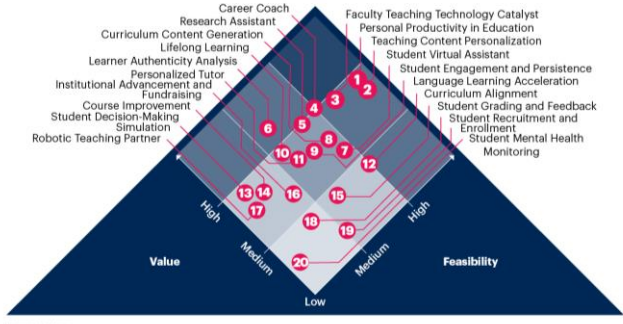 Career Coach
Research Assistant
Curriculum Content Generation
Lifelong Learning
Learner Authenticity Analysis
Personalized Tutor
Institutional Advancement and
Fundraising
Course Improvement
Student Decision-Making
Simulation
Robotic Teaching Partner
Faculty Teaching Technology Catalyst
Personal Productivity in Education
Teaching Content Personalization
Student Virtual Assistant
Student Engagement and Persistence
Language Learning Acceleration
Curriculum Alignment
Student Grading and Feedback
Student Recruitment and
Enrollment
Student Mental Health
Monitoring
1
2
3
4
5
6
8
7
9
10
11
12
13
14
16
15
17
18
19
20
High
High
Medium
Medium
Low
Value
Feasibility